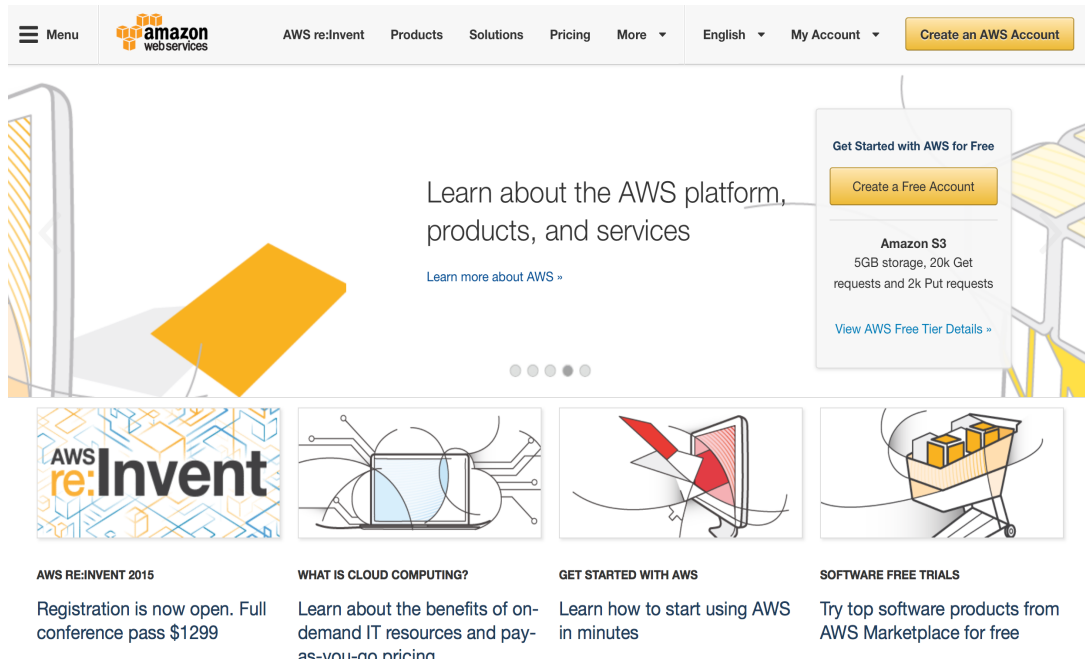 Menu
amazon
webservices
AWS re:Invent
Products
Solutions
Pricing
More
English
My Account
Create an AWS Account
Learn about the AWS platform,
products, and services
Learn more about AWS »
Get Started with AWS for Free
Create a Free Account
Amazon S3
5GB storage, 20k Get
requests and 2k Put requests
View AWS Free Tier Details »
AWS
re:Invent
AWS RE:INVENT 2015
Registration is now open. Full
conference pass $1299
WHAT IS CLOUD COMPUTING?
Learn about the benefits of on-
demand IT resources and pay-
as-you-go pricing
GET STARTED WITH AWS
Learn how to start using AWS
in minutes
SOFTWARE FREE TRIALS
Try top software products from
AWS Marketplace for free